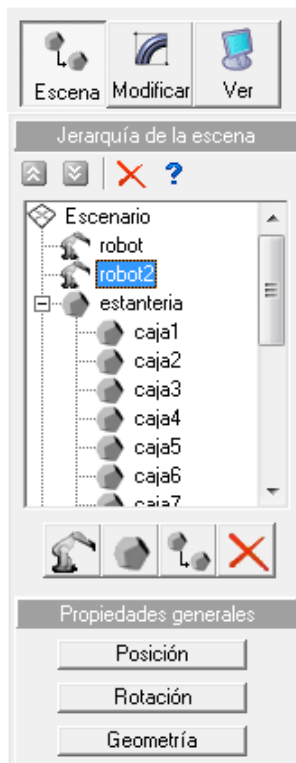 Escena Modificar Ver
Jerarquía de la escena
?
Escenario
robot
robot2
estanteria
caja1
caja2
caja3
caja4
caja5
caja6
caja7
Propiedades generales
Posición
Rotación
Geometría